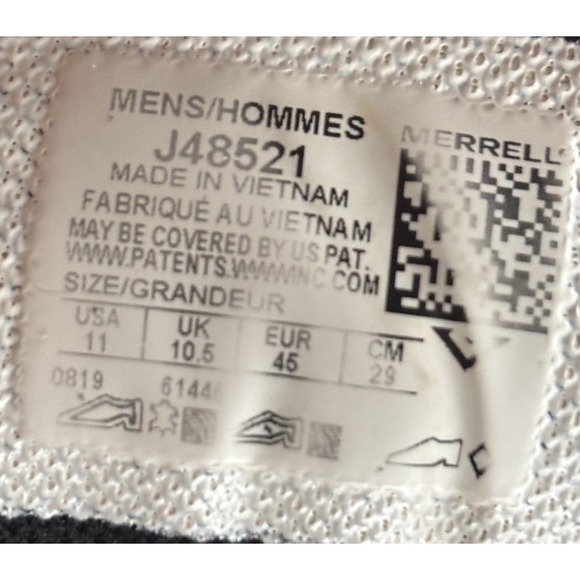 MENS/HOMMES
MERRELL
J48521
MADE IN VIETNAM
FABRIQUÉ AU VIETNAM
MAY BE COVERED BY US PAT.
WWW.PATENTS.WWWINC.COM
SIZE/GRANDEUR
USA UK EUR CM
11 10.5 45 29
0819 61446